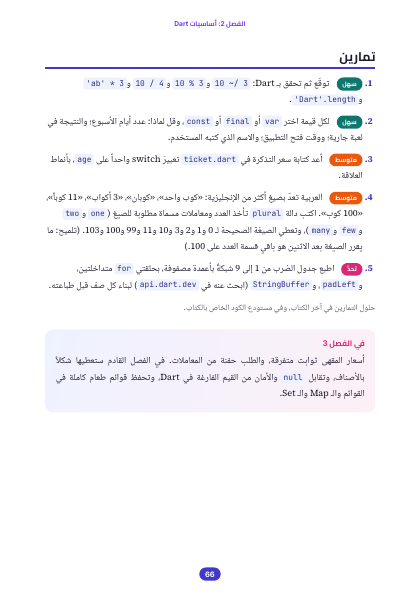 الفصل 2: أساسيات Dart
تمارين
1. سهل توقّع ثم تحقق بـ Dart: 10 ~/ 3 و 10 % 3 و 10 / 4 و 'ab' * 3
و 'Dart'.length.
2. سهل لكل قيمة اختر var أو final أو const، وقل لماذا: عدد أيام الأسبوع؛ والنتيجة في
لعبة جارية؛ ووقت فتح التطبيق؛ والاسم الذي كتبه المستخدم.
3. متوسط أعد كتابة سعر التذكرة في ticket.dart تعبيرَ switch واحداً على age، بأنماط
العلاقة.
4. متوسط العربية تعدّ بصيغ أكثر من الإنجليزية: «كوب واحد»، «كوبان»، «3 أكواب»، «11 كوباً»،
«100 كوب». اكتب دالة plural تأخذ العدد ومعاملات مسماة مطلوبة للصيغ (one و two
و few و many)، وتعطي الصيغة الصحيحة لـ 0 و1 و2 و3 و10 و11 و99 و100 و103. (تلميح: ما
يقرر الصيغة بعد الاثنين هو باقي قسمة العدد على 100.)
5. تحدٍّ اطبع جدول الضرب من 1 إلى 9 شبكةً بأعمدة مصفوفة، بحلقتي for متداخلتين،
و padLeft، و StringBuffer (ابحث عنه في api.dart.dev) لبناء كل صف قبل طباعته.
حلول التمارين في آخر الكتاب، وفي مستودع الكود الخاص بالكتاب.
في الفصل 3
أسعار المقهى ثوابت متفرقة، والطلب حفنة من المعاملات. في الفصل القادم ستعطيها شكلاً
بالأصناف، وتقابل null والأمان من القيم الفارغة في Dart، وتحفظ قوائم طعام كاملة في
القوائم والـ Map والـ Set.
66